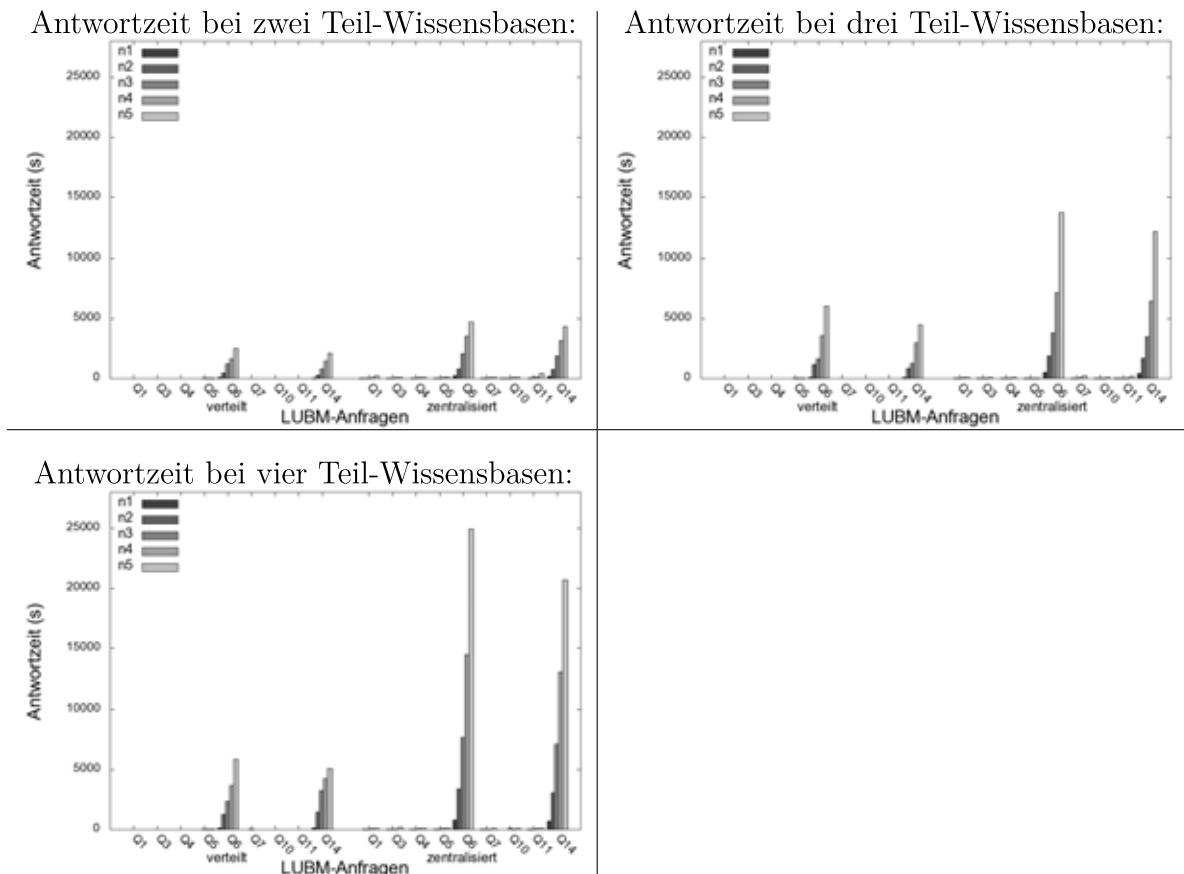 Antwortzeit bei zwei Teil-Wissensbasen:
n1
n2
n3
n4
n5
25000
20000
15000
10000
5000
0
Antwortzeit (s)
Q1 Q3 Q4 Q5 Q6 Q7 Q10 Q11 Q14 Q1 Q3 Q4 Q5 Q6 Q7 Q10 Q11 Q14
verteilt zentralisiert
LUBM-Anfragen
Antwortzeit bei drei Teil-Wissensbasen:
n1
n2
n3
n4
n5
25000
20000
15000
10000
5000
0
Antwortzeit (s)
Q1 Q3 Q4 Q5 Q6 Q7 Q10 Q11 Q14 Q1 Q3 Q4 Q5 Q6 Q7 Q10 Q11 Q14
verteilt zentralisiert
LUBM-Anfragen
Antwortzeit bei vier Teil-Wissensbasen:
n1
n2
n3
n4
n5
25000
20000
15000
10000
5000
0
Antwortzeit (s)
Q1 Q3 Q4 Q5 Q6 Q7 Q10 Q11 Q14 Q1 Q3 Q4 Q5 Q6 Q7 Q10 Q11 Q14
verteilt zentralisiert
LUBM-Anfragen